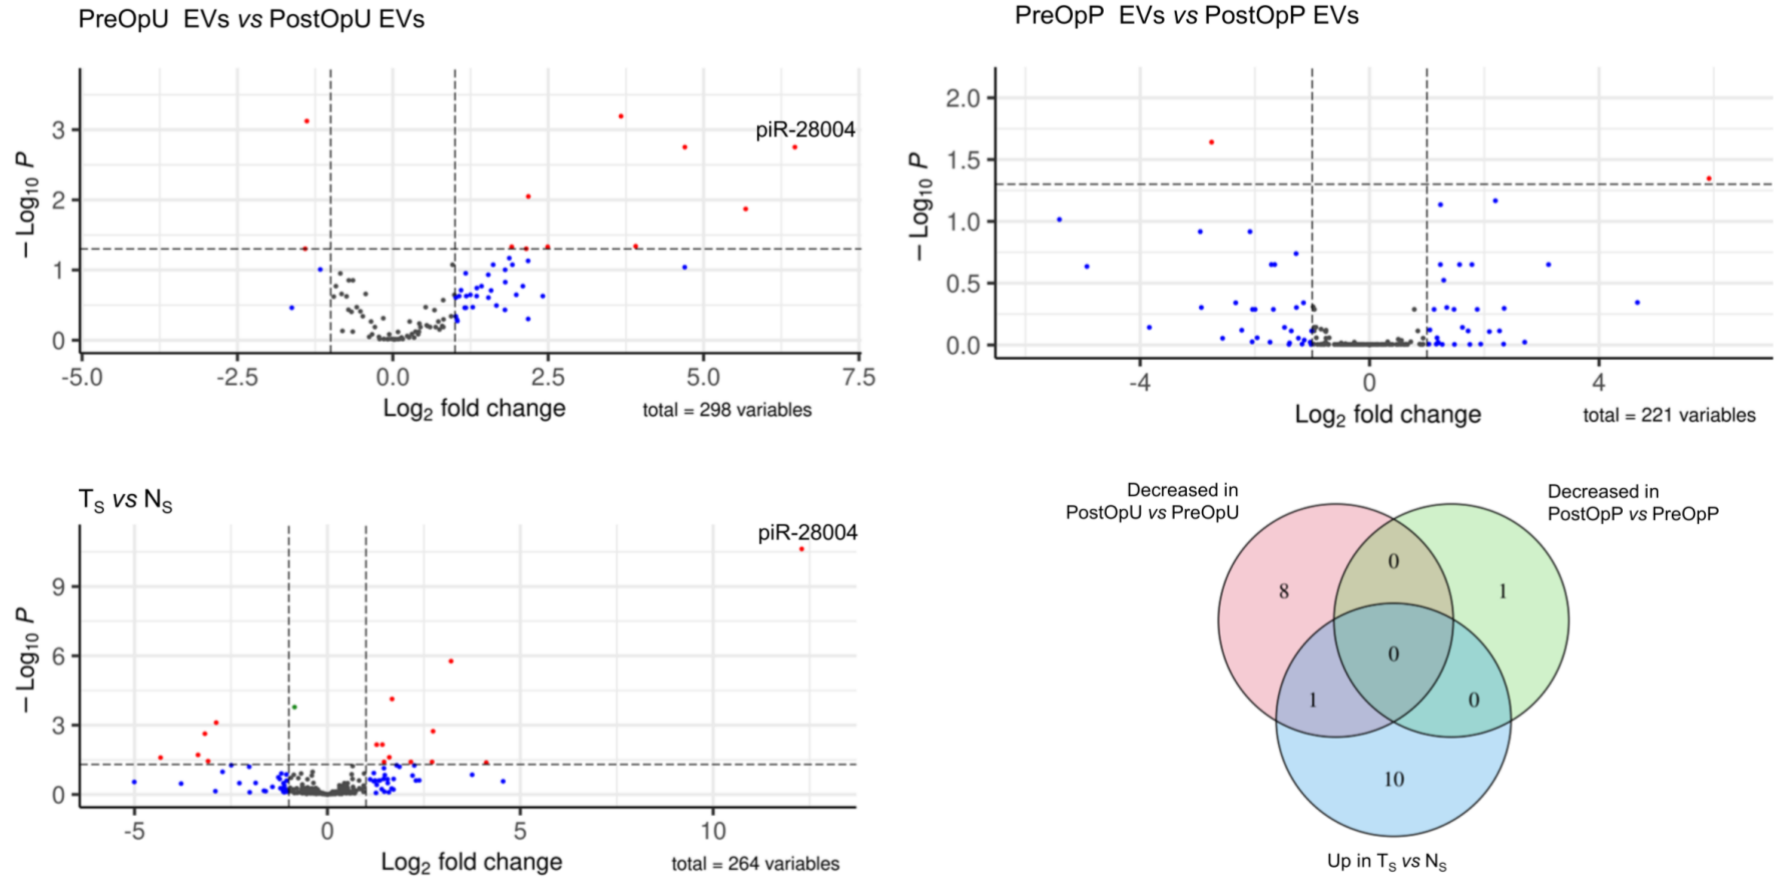 PreOpU EVs vs PostOpU EVs
piR-28004
3
2
1
0
– Log10 P
-5.0 -2.5 0.0 2.5 5.0 7.5
Log2 fold change
total = 298 variables
PreOpP EVs vs PostOpP EVs
2.0
1.5
1.0
0.5
0.0
– Log10 P
-4 0 4
Log2 fold change
total = 221 variables
TS vs NS
piR-28004
9
6
3
0
– Log10 P
-5 0 5 10
Log2 fold change
total = 264 variables
Decreased in
PostOpU vs PreOpU
Decreased in
PostOpP vs PreOpP
0
8
1
0
1
0
10
Up in TS vs NS